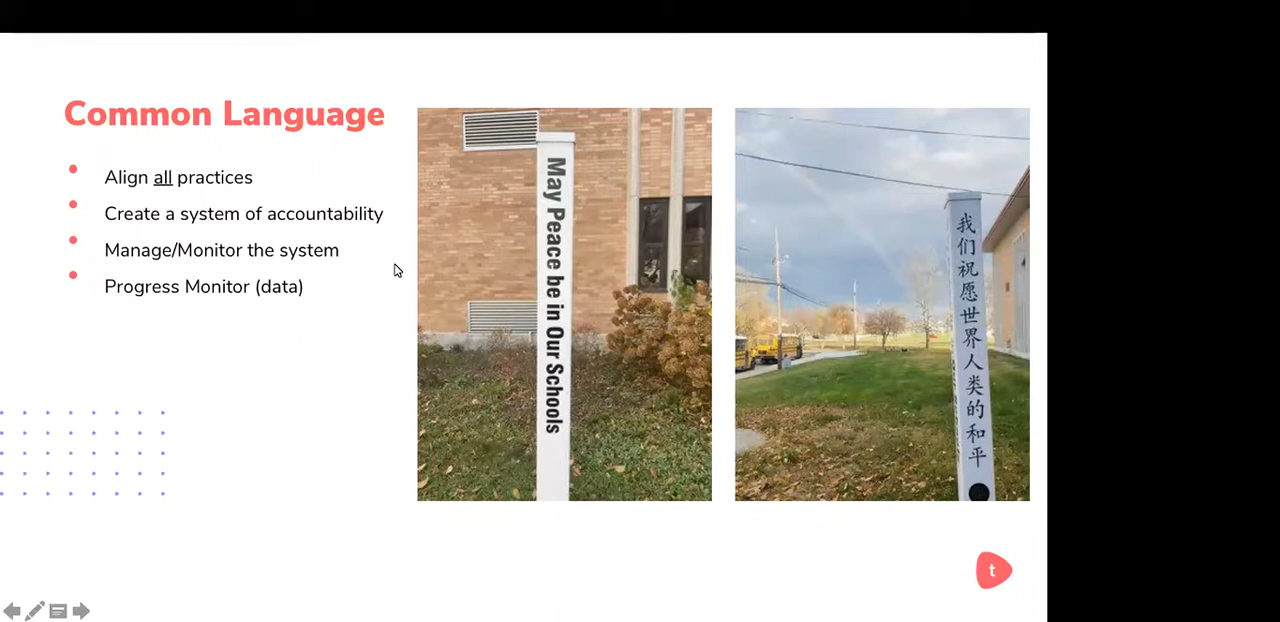 Common Language
Align all practices
Create a system of accountability
Manage/Monitor the system
Progress Monitor (data)
May Peace be in Our Schools
我们祝愿世界人类的和平
t